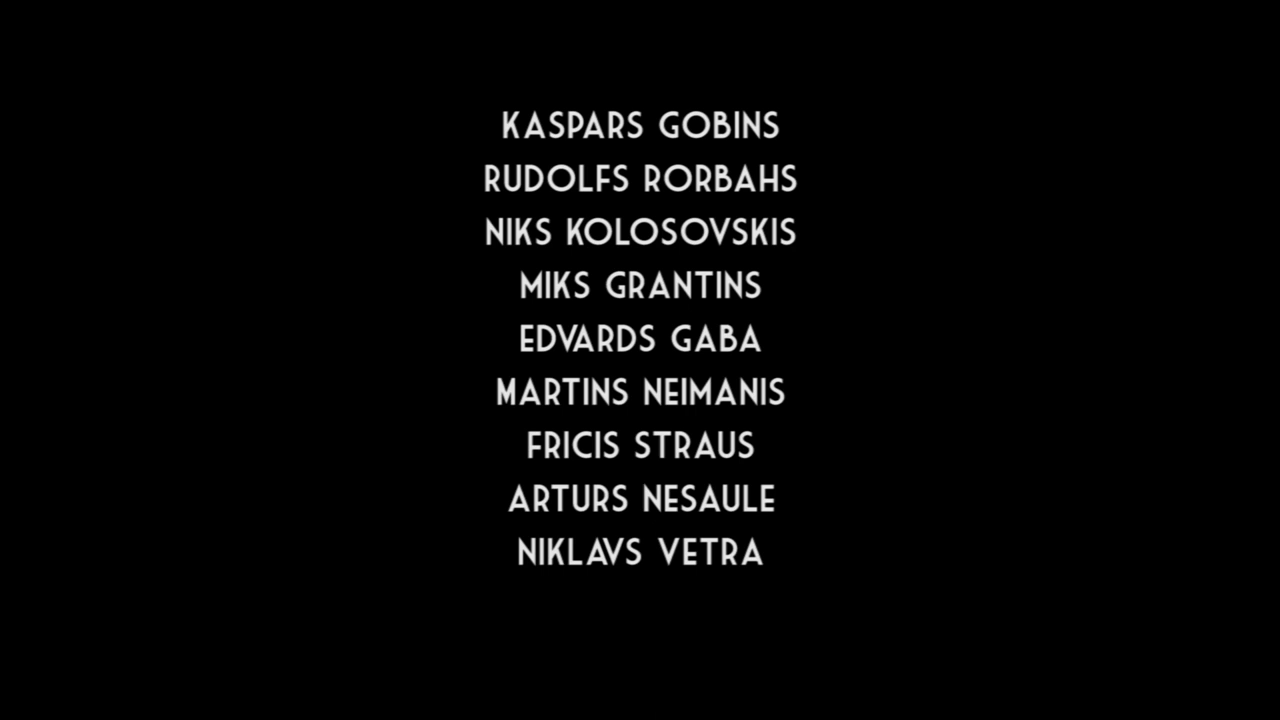 KASPARS GOBINS
RUDOLFS RORBAHS
NIKS KOLOSOVSKIS
MIKS GRANTINS
EDVARDS GABA
MARTINS NEIMANIS
FRICIS STRAUS
ARTURS NESAULE
NIKLAVS VETRA